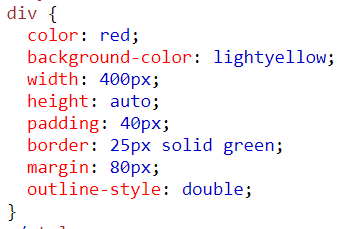 div {
  color: red;
  background-color: lightyellow;
  width: 400px;
  height: auto;
  padding: 40px;
  border: 25px solid green;
  margin: 80px;
  outline-style: double;
}